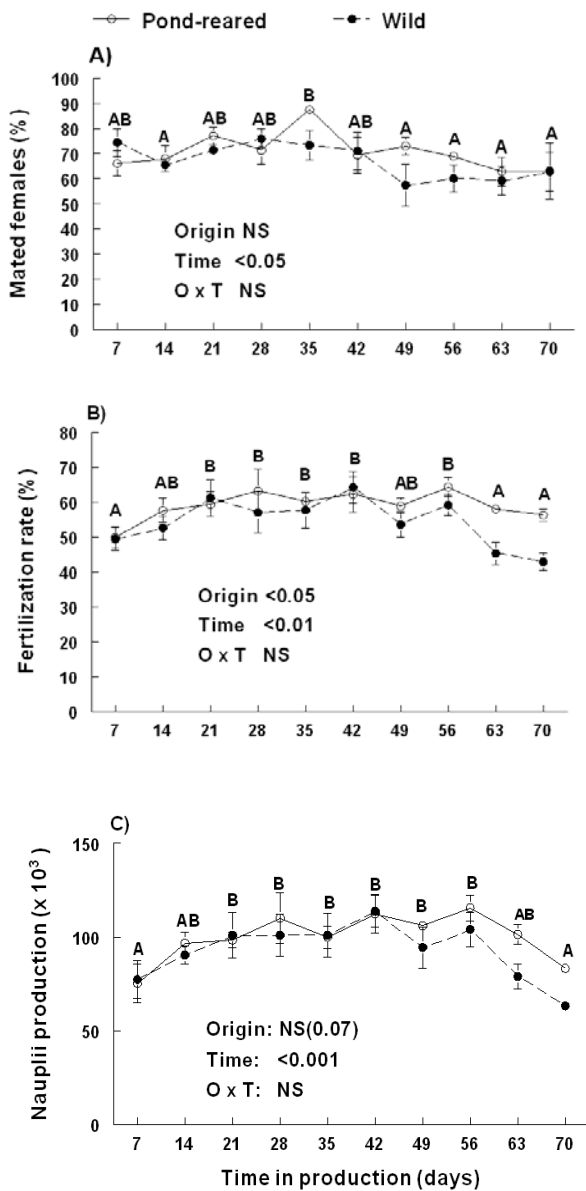 Pond-reared Wild
A)
100
90
80
70
60
50
40
30
20
10
0
Mated females (%)
AB A AB AB B AB A A A A
Origin NS
Time <0.05
O x T NS
7 14 21 28 35 42 49 56 63 70
B)
80
70
60
50
40
30
20
10
0
Fertilization rate (%)
A AB B B B B AB B A A
Origin <0.05
Time <0.01
O x T NS
7 14 21 28 35 42 49 56 63 70
C)
150
100
50
0
Nauplii production (x 10³)
A AB B B B B B B AB A
Origin: NS(0.07)
Time: <0.001
O x T: NS
7 14 21 28 35 42 49 56 63 70
Time in production (days)